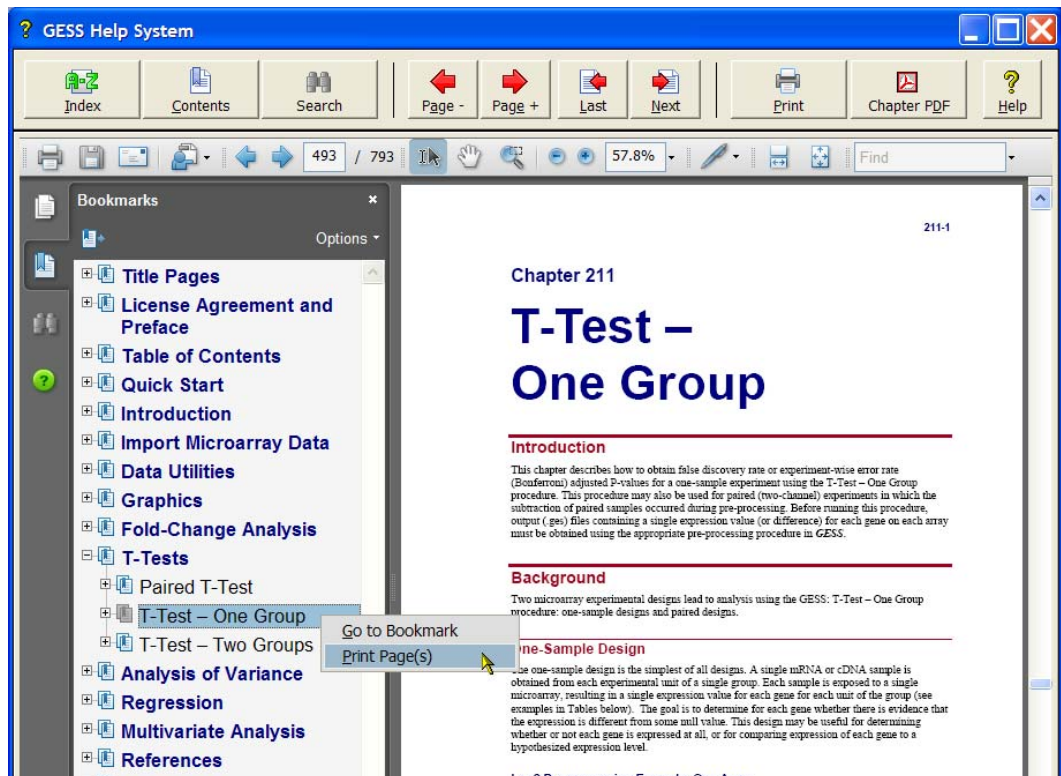 GESS Help System
A-Z
Index
Contents
Search
Page -
Page +
Last
Next
Print
Chapter PDF
Help
493 / 793
57.8%
Find
Bookmarks
Options
Title Pages
License Agreement and
Preface
Table of Contents
Quick Start
Introduction
Import Microarray Data
Data Utilities
Graphics
Fold-Change Analysis
T-Tests
Paired T-Test
T-Test – One Group
T-Test – Two Groups
Analysis of Variance
Regression
Multivariate Analysis
References
Go to Bookmark
Print Page(s)
211-1
Chapter 211
T-Test –
One Group
Introduction
This chapter describes how to obtain false discovery rate or experiment-wise error rate
(Bonferroni) adjusted P-values for a one-sample experiment using the T-Test – One Group
procedure. This procedure may also be used for paired (two-channel) experiments in which the
subtraction of paired samples occurred during pre-processing. Before running this procedure,
output (.ges) files containing a single expression value (or difference) for each gene on each array
must be obtained using the appropriate pre-processing procedure in GESS.
Background
Two microarray experimental designs lead to analysis using the GESS: T-Test – One Group
procedure: one-sample designs and paired designs.
One-Sample Design
The one-sample design is the simplest of all designs. A single mRNA or cDNA sample is
obtained from each experimental unit of a single group. Each sample is exposed to a single
microarray, resulting in a single expression value for each gene for each unit of the group (see
examples in Tables below). The goal is to determine for each gene whether there is evidence that
the expression is different from some null value. This design may be useful for determining
whether or not each gene is expressed at all, or for comparing expression of each gene to a
hypothesized expression level.